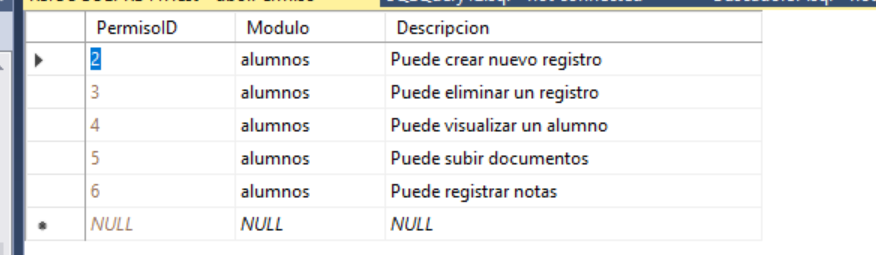 PermisoID Modulo Descripcion
2 alumnos Puede crear nuevo registro
3 alumnos Puede eliminar un registro
4 alumnos Puede visualizar un alumno
5 alumnos Puede subir documentos
6 alumnos Puede registrar notas
NULL NULL NULL